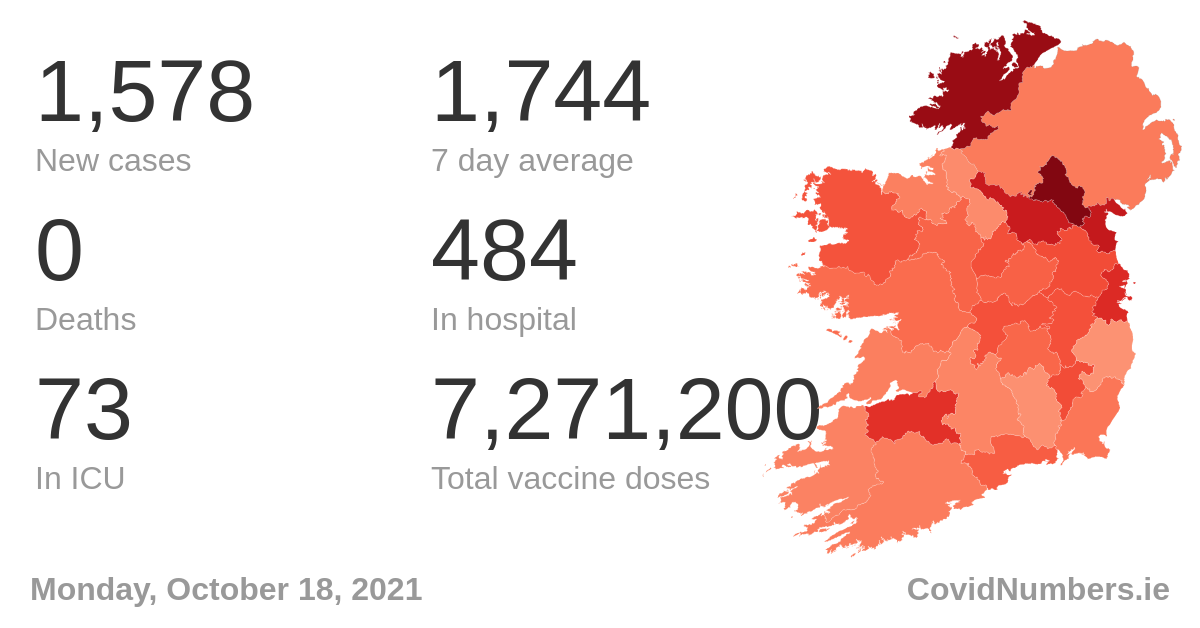 1,578
New cases
1,744
7 day average
0
Deaths
484
In hospital
73
In ICU
7,271,200
Total vaccine doses
Monday, October 18, 2021
CovidNumbers.ie